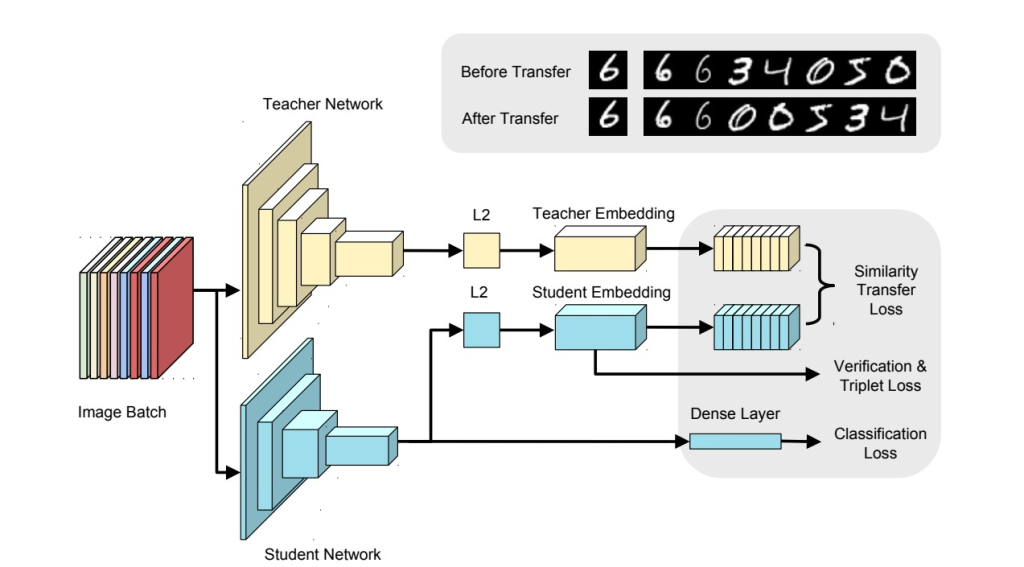 Before Transfer 6 6 6 3 4 0 5 0
After Transfer 6 6 6 0 0 5 3 4
Teacher Network
L2
Teacher Embedding
L2
Student Embedding
Similarity
Transfer
Loss
Verification &
Triplet Loss
Image Batch
Dense Layer
Classification
Loss
Student Network